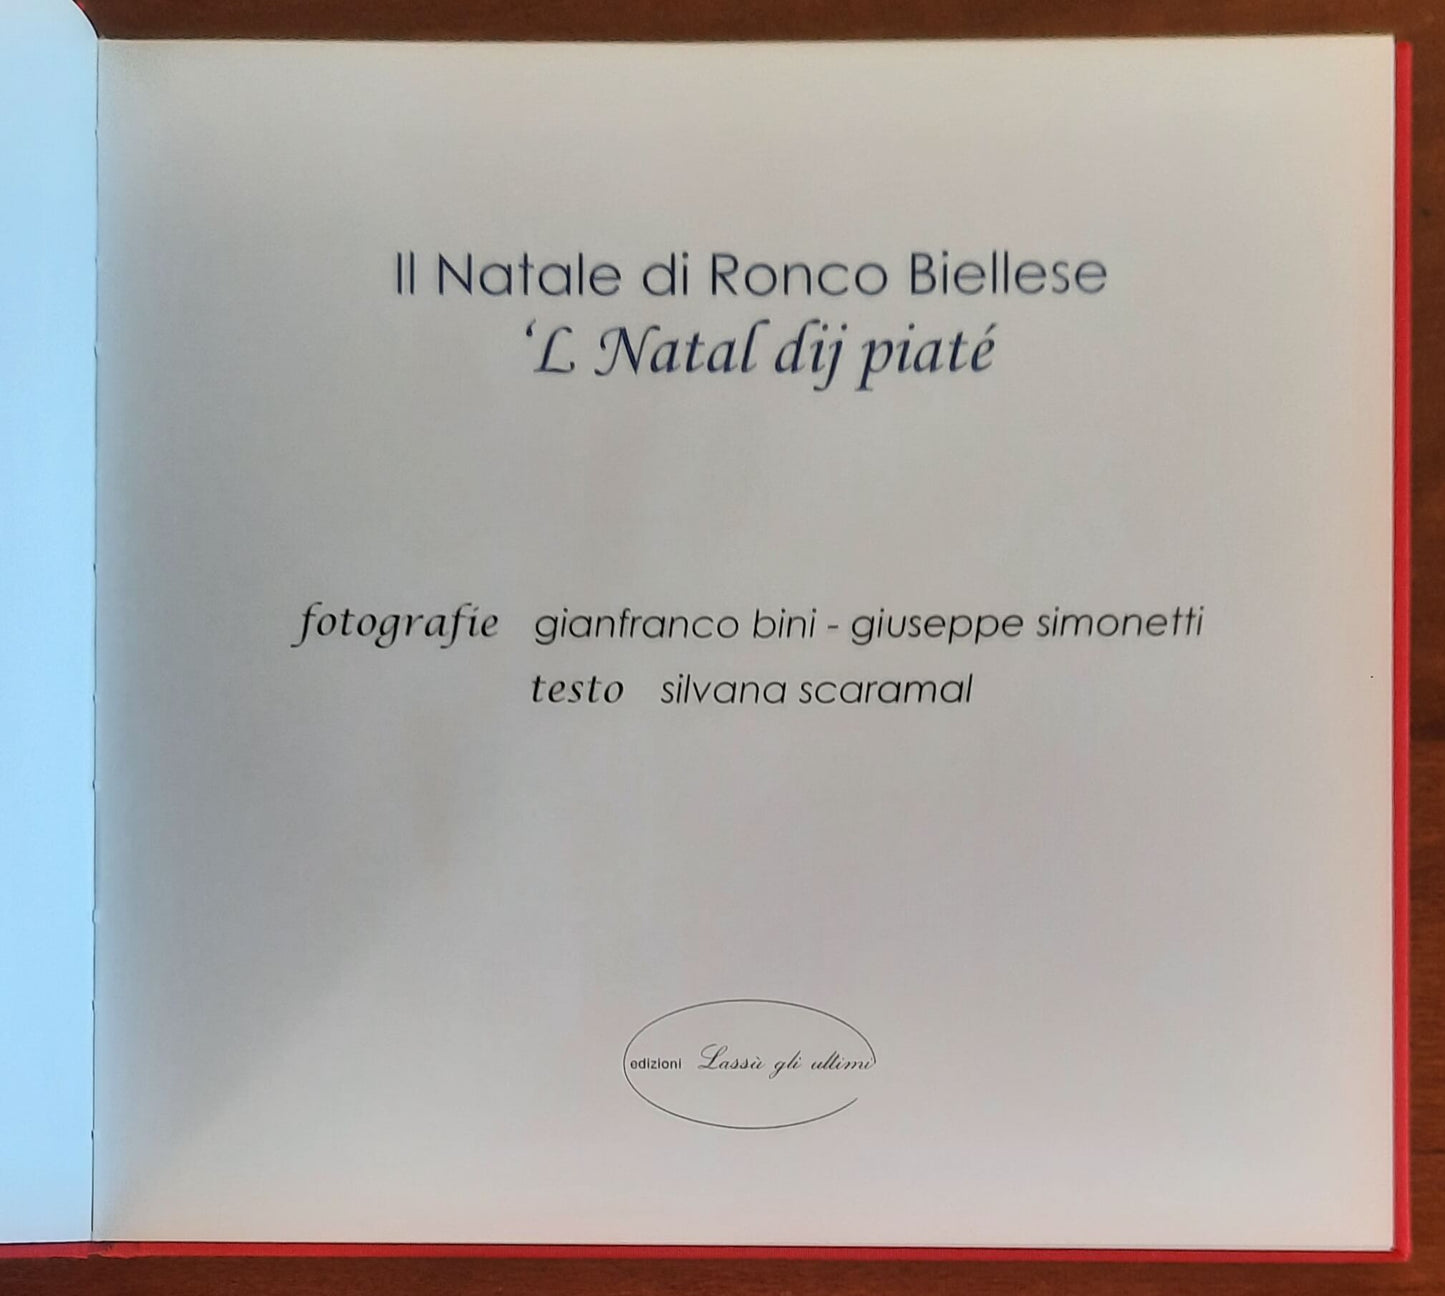 Il Natale di Ronco Biellese
‘L Natal dij piaté
fotografie gianfranco bini - giuseppe simonetti
testo silvana scaramal
edizioni Lassù gli ultimi